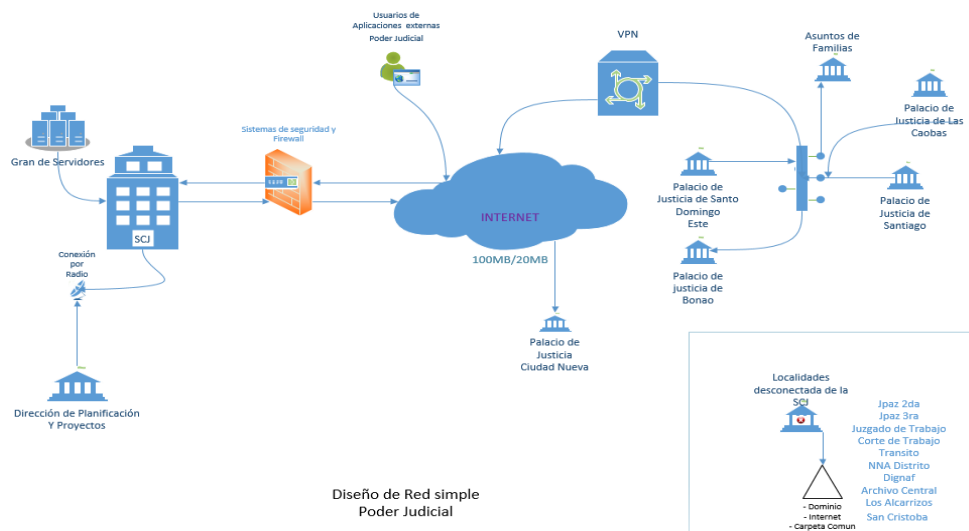 Usuarios de
Aplicaciones externas
Poder Judicial
VPN
Asuntos de
Familias
Palacio de
Justicia de Las
Caobas
Gran de Servidores
Sistemas de seguridad y
Firewall
SCJ
INTERNET
100MB/20MB
Palacio de
Justicia de Santo
Domingo
Este
Palacio de
Justicia de
Santiago
Palacio de
justicia de
Bonao
Conexión
por
Radio
Dirección de Planificación
Y Proyectos
Palacio de
Justicia
Ciudad Nueva
Localidades
desconectada de la
SCJ
Jpaz 2da
Jpaz 3ra
Juzgado de Trabajo
Corte de Trabajo
Transito
NNA Distrito
Dignaf
Archivo Central
Los Alcarrizos
San Cristoba
- Dominio
- Internet
- Carpeta Comun
Diseño de Red simple
Poder Judicial